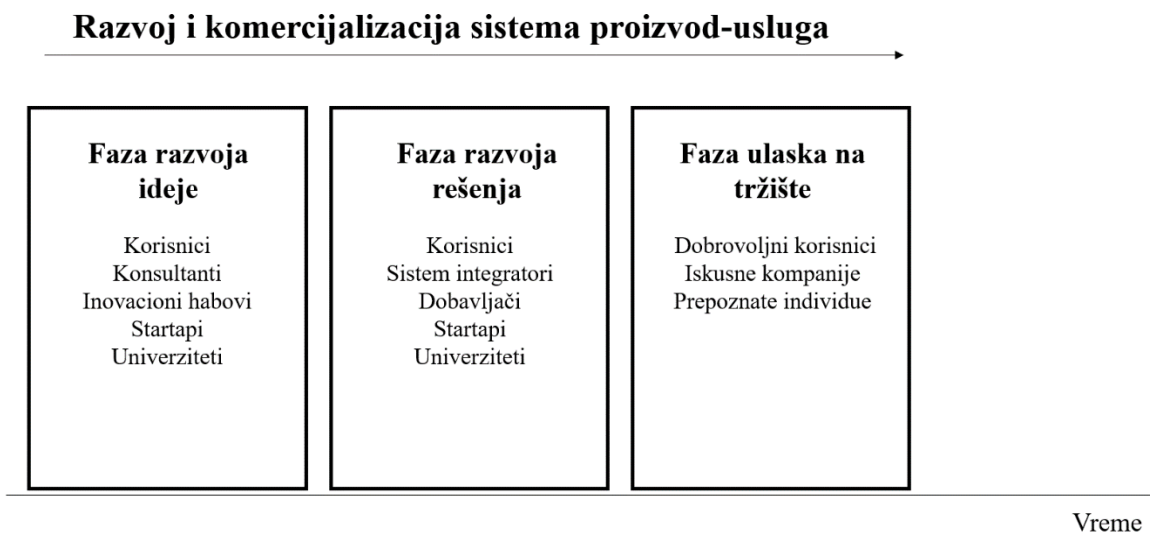 Razvoj i komercijalizacija sistema proizvod-usluga
Faza razvoja
ideje
Korisnici
Konsultanti
Inovacioni habovi
Startapi
Univerziteti
Faza razvoja
rešenja
Korisnici
Sistem integratori
Dobavljači
Startapi
Univerziteti
Faza ulaska na
tržište
Dobrovoljni korisnici
Iskusne kompanije
Prepoznate individue
Vreme